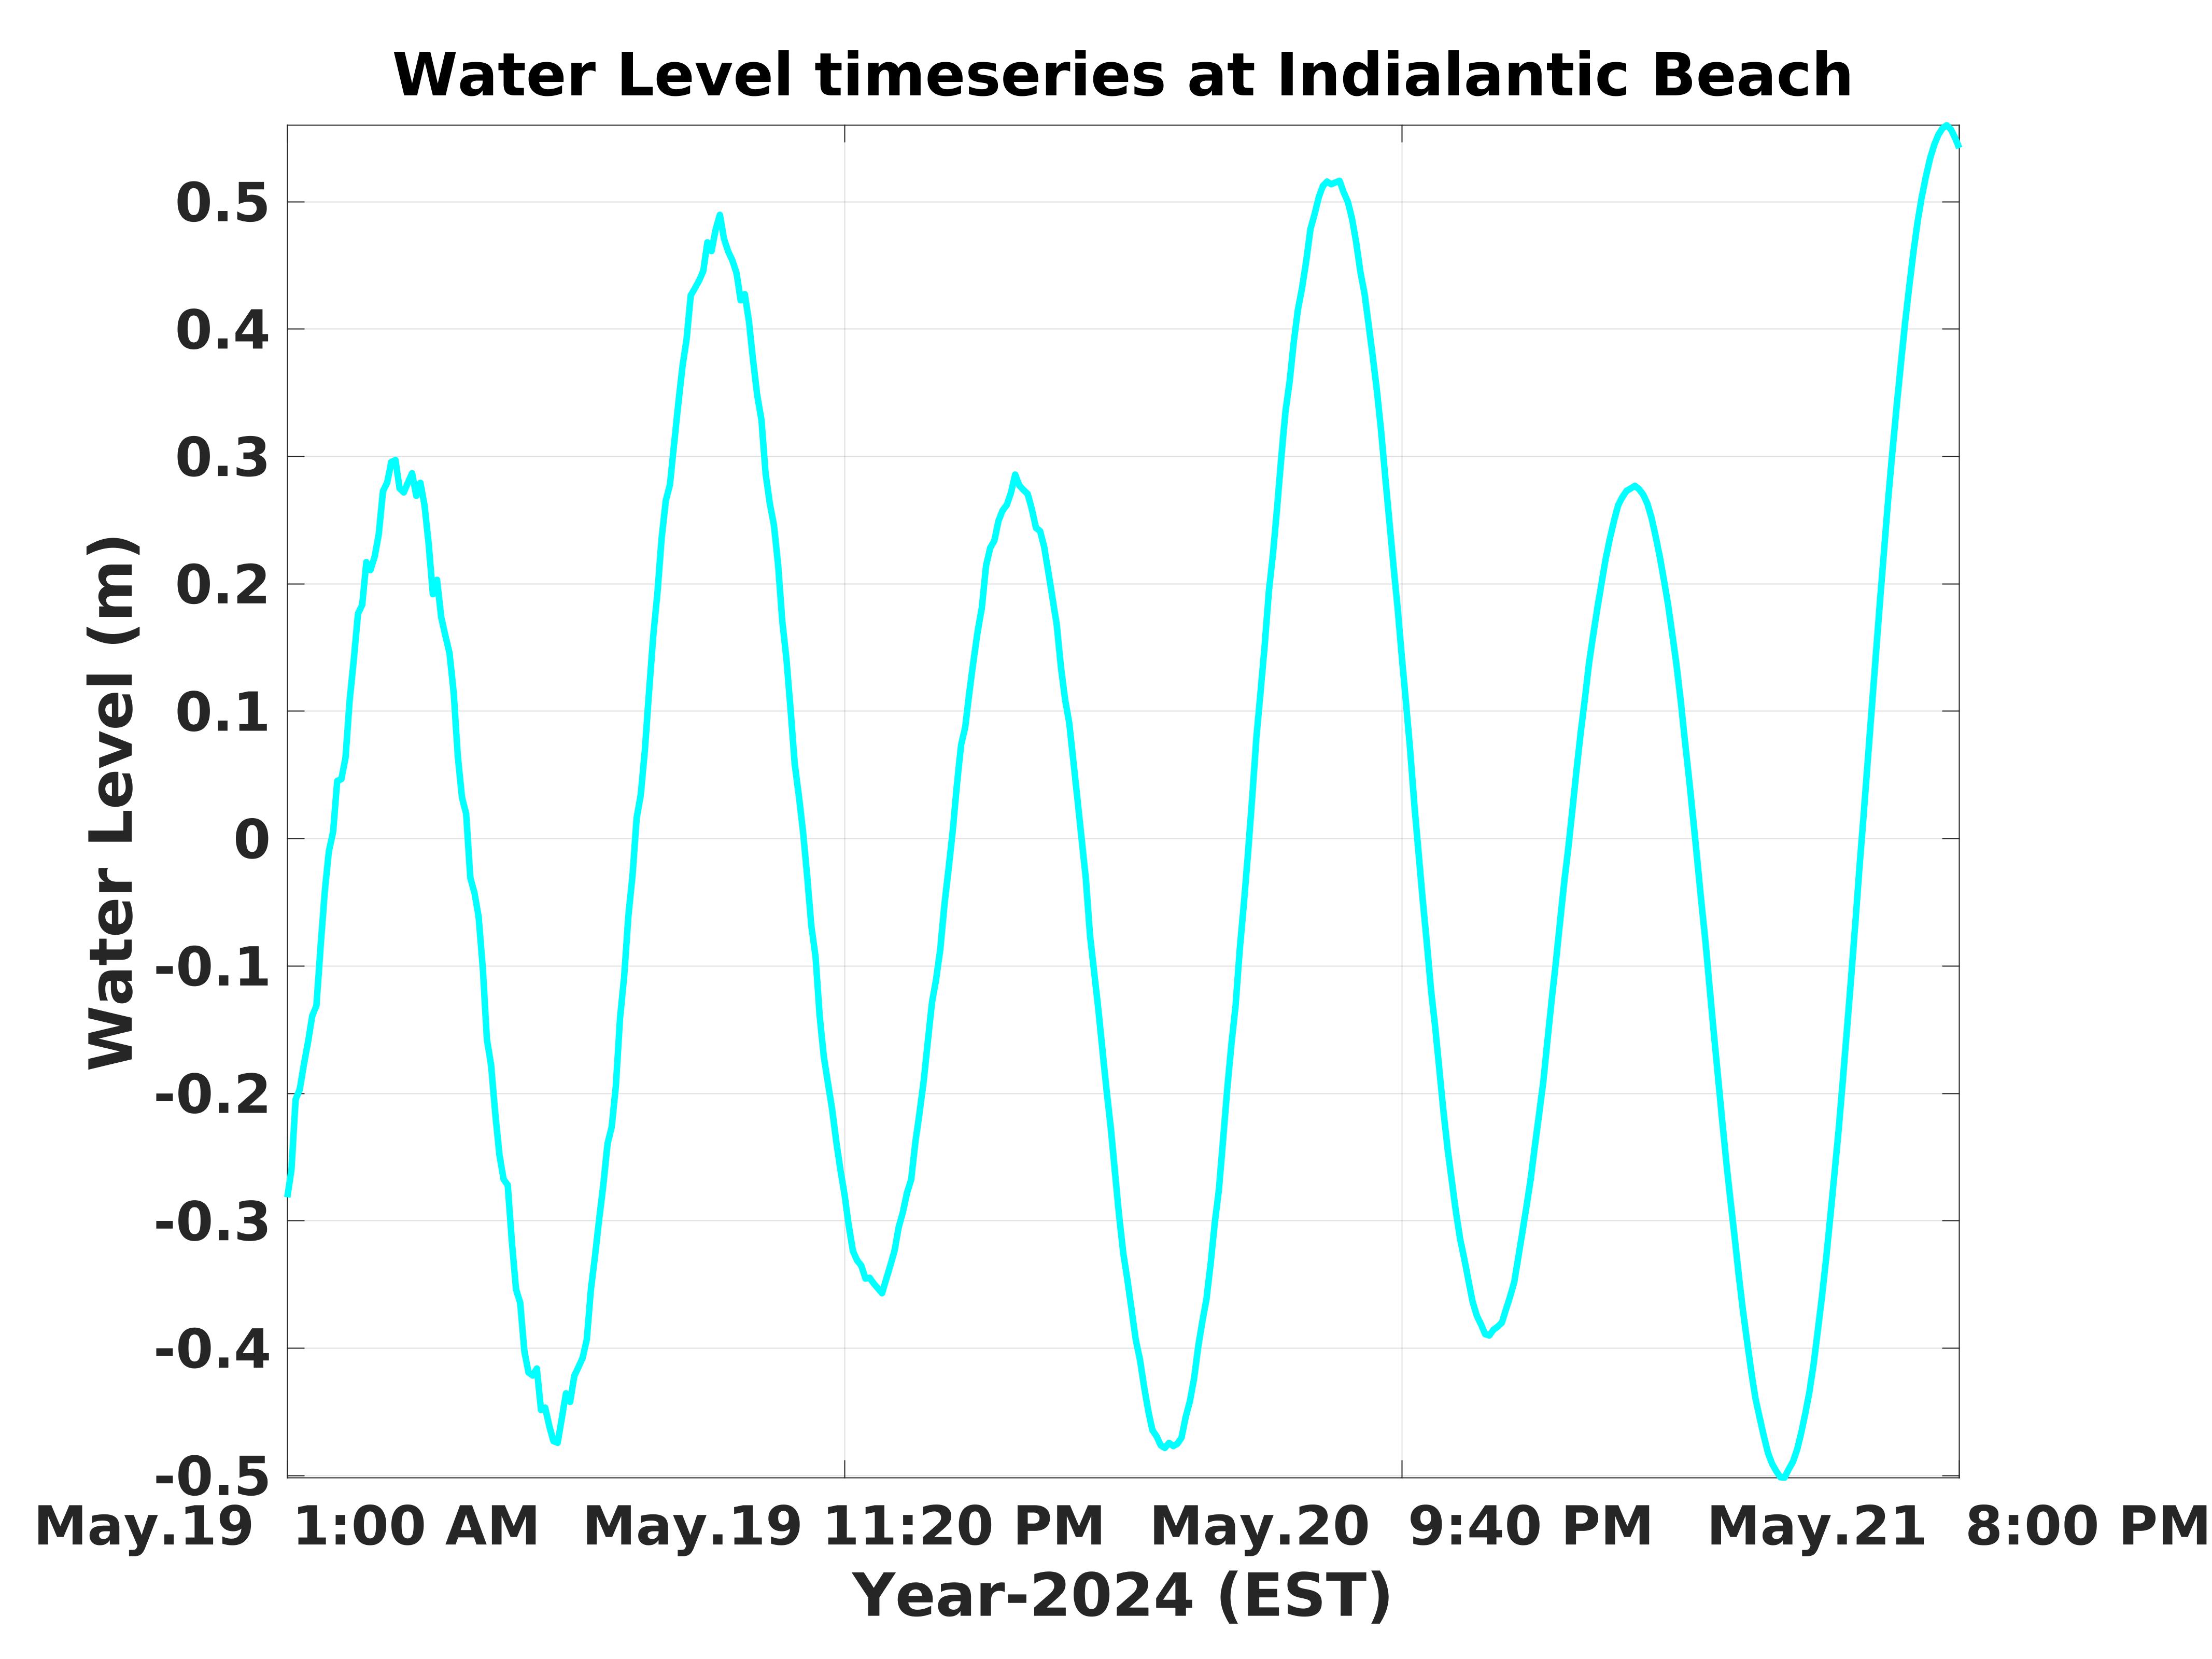 Water Level timeseries at Indialantic Beach
0.5
0.4
0.3
0.2
0.1
0
-0.1
-0.2
-0.3
-0.4
-0.5
Water Level (m)
May.19 1:00 AM May.19 11:20 PM May.20 9:40 PM May.21 8:00 PM
Year-2024 (EST)